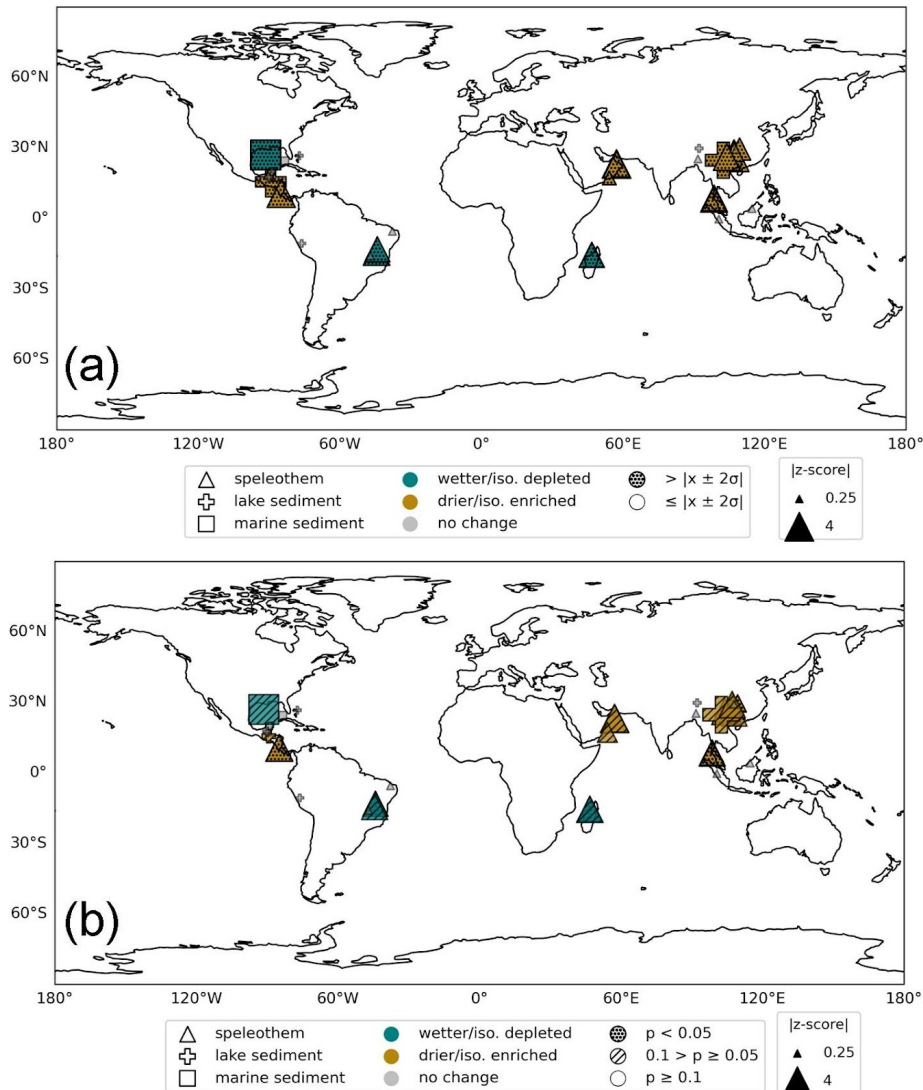 (a)
60°N
30°N
0°
30°S
60°S
180° 120°W 60°W 0° 60°E 120°E 180°
speleothem wetter/iso. depleted > |x ± 2σ| |z-score|
lake sediment drier/iso. enriched ≤ |x ± 2σ| 0.25
marine sediment no change 4
(b)
60°N
30°N
0°
30°S
60°S
180° 120°W 60°W 0° 60°E 120°E 180°
speleothem wetter/iso. depleted p < 0.05 |z-score|
lake sediment drier/iso. enriched 0.1 > p ≥ 0.05 0.25
marine sediment no change p ≥ 0.1 4